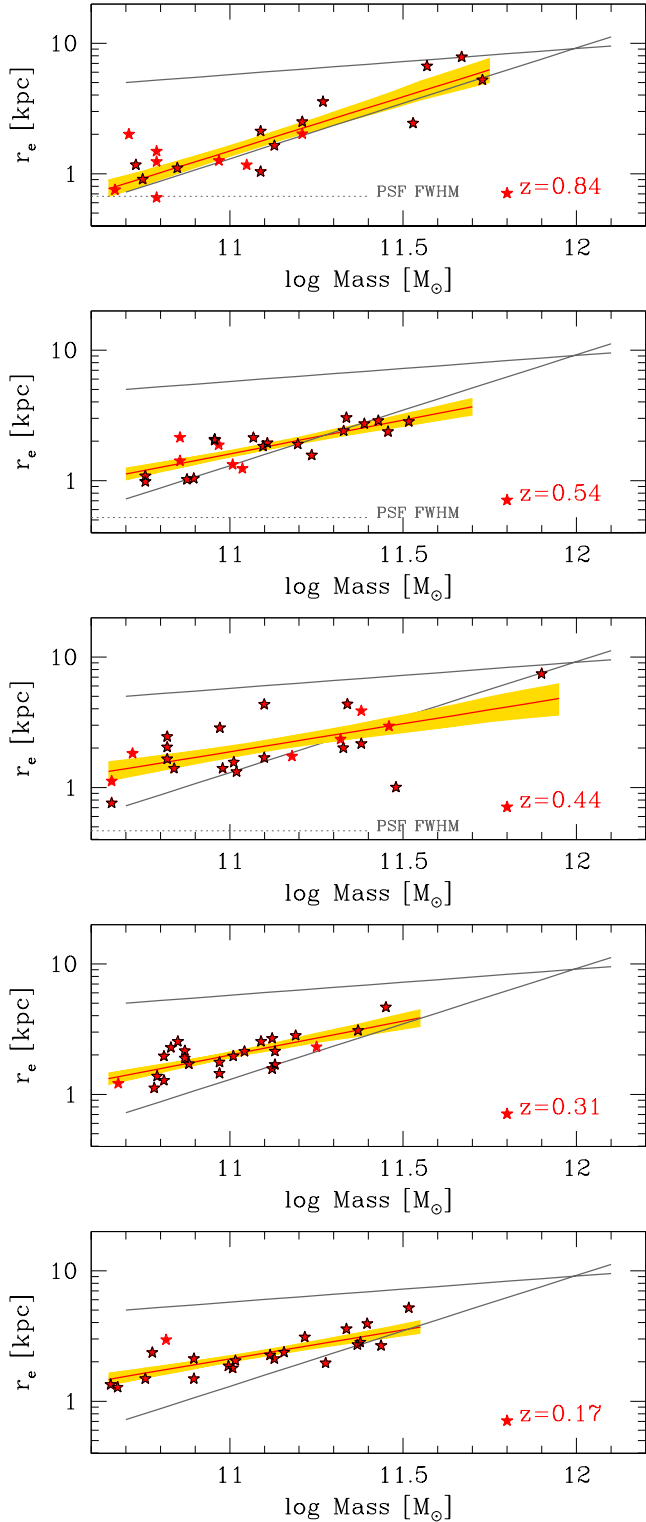 10
r_e [kpc]
1
PSF FWHM
z=0.84
11 11.5 12
log Mass [M_⊙]
10
r_e [kpc]
1
z=0.54
PSF FWHM
11 11.5 12
log Mass [M_⊙]
10
r_e [kpc]
1
z=0.44
PSF FWHM
11 11.5 12
log Mass [M_⊙]
10
r_e [kpc]
1
z=0.31
11 11.5 12
log Mass [M_⊙]
10
r_e [kpc]
1
z=0.17
11 11.5 12
log Mass [M_⊙]